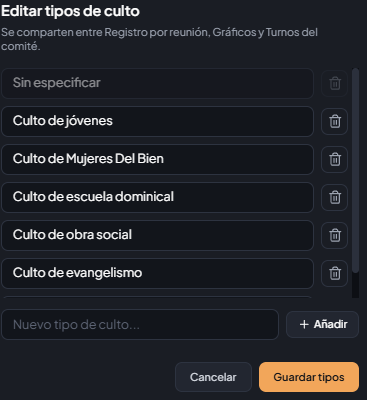 Editar tipos de culto
Se comparten entre Registro por reunión, Gráficos y Turnos del
comité.
Sin especificar
Culto de jóvenes
Culto de Mujeres Del Bien
Culto de escuela dominical
Culto de obra social
Culto de evangelismo
Nuevo tipo de culto...
+ Añadir
Cancelar
Guardar tipos